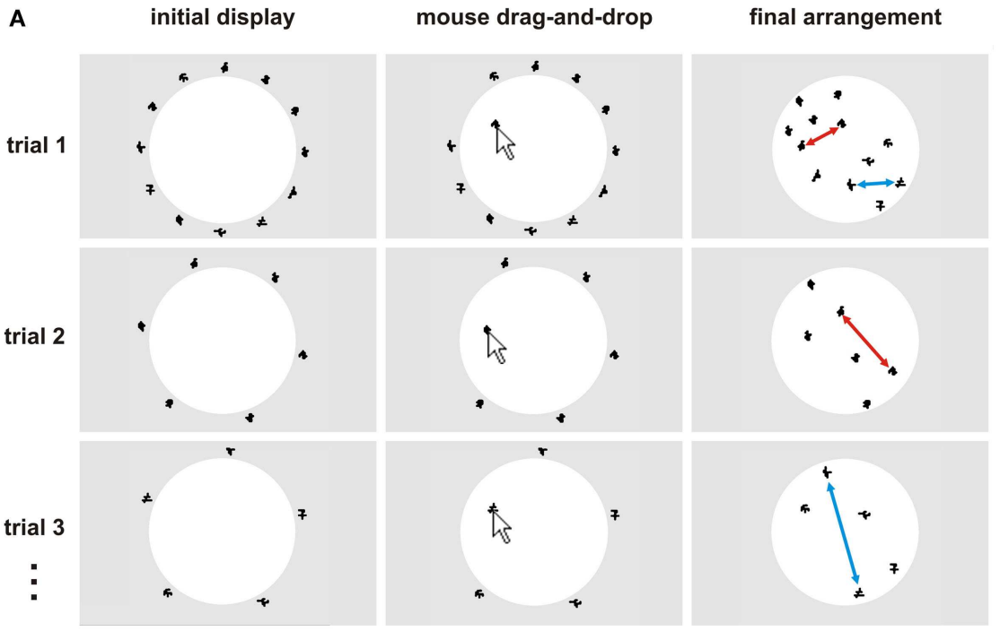 A
initial display mouse drag-and-drop final arrangement
trial 1
trial 2
trial 3